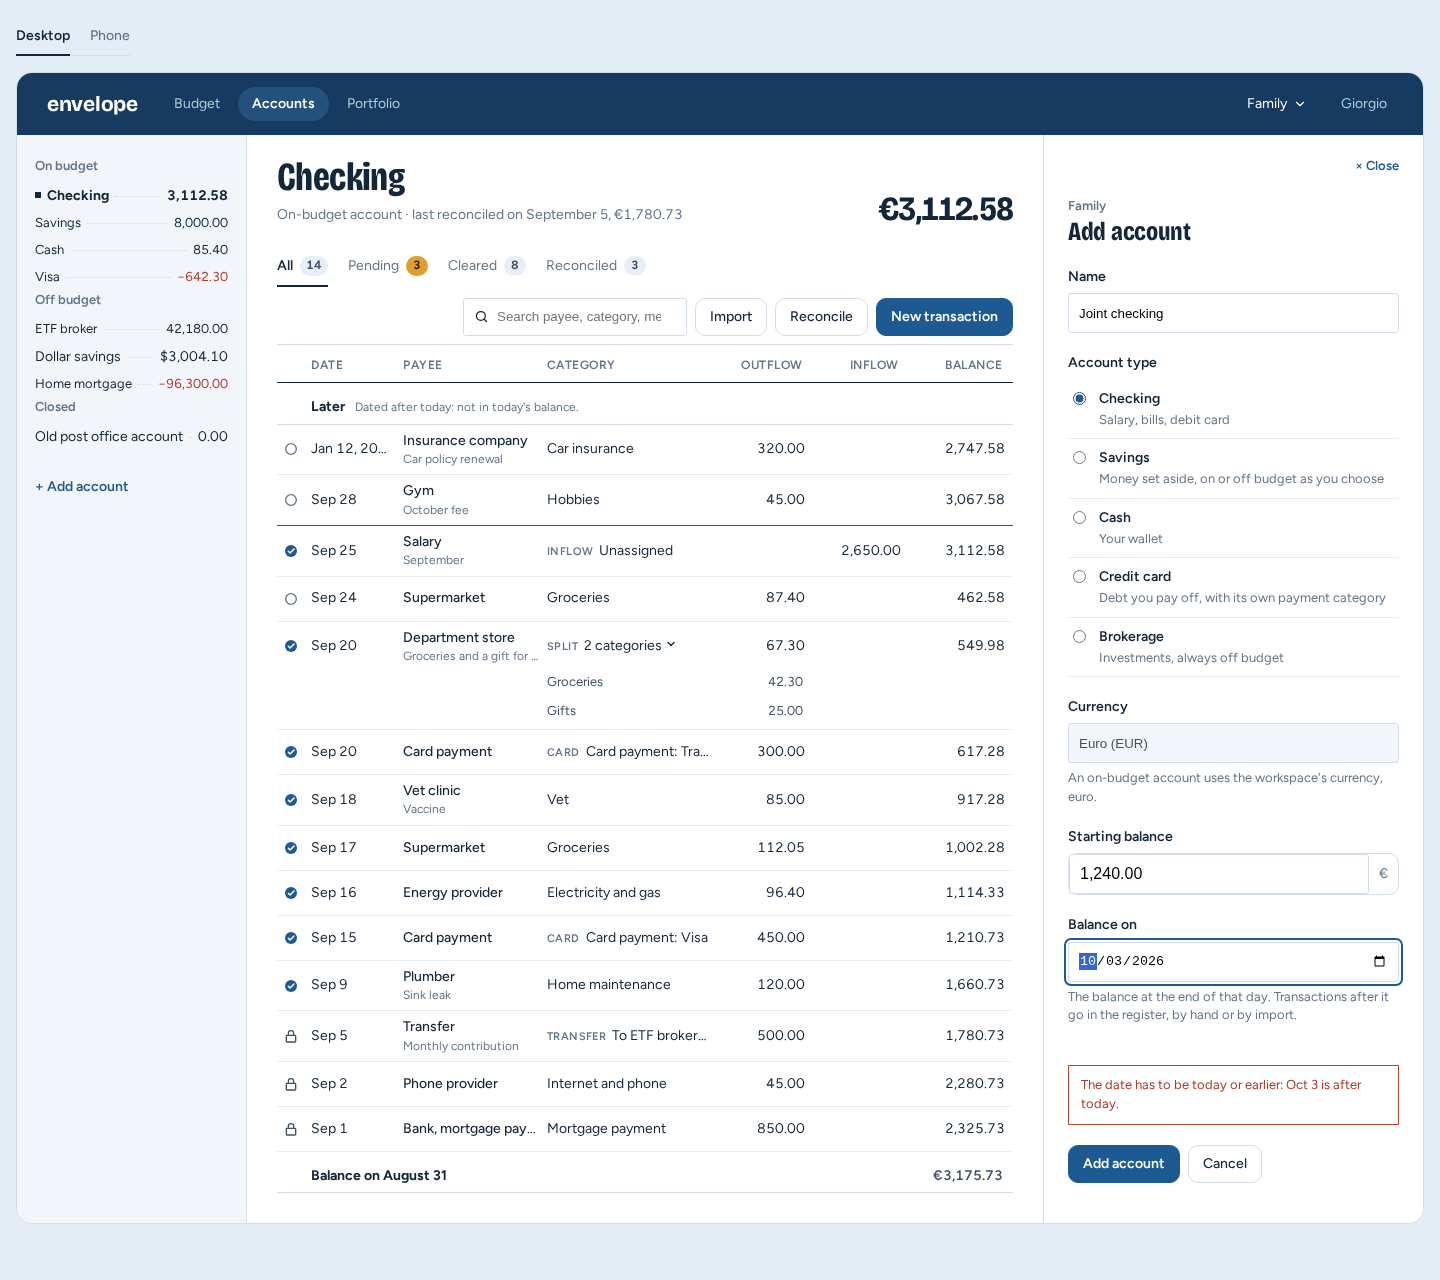 Desktop Phone
envelope Budget Accounts Portfolio Family Giorgio
On budget
Checking 3,112.58
Savings 8,000.00
Cash 85.40
Visa −642.30
Off budget
ETF broker 42,180.00
Dollar savings $3,004.10
Home mortgage −96,300.00
Closed
Old post office account 0.00
+ Add account
Checking
On-budget account · last reconciled on September 5, €1,780.73
€3,112.58
All 14 Pending 3 Cleared 8 Reconciled 3
Search payee, category, me
Import Reconcile New transaction
DATE PAYEE CATEGORY OUTFLOW INFLOW BALANCE
Later Dated after today: not in today's balance.
Jan 12, 20… Insurance company Car insurance 320.00 2,747.58
Car policy renewal
Sep 28 Gym Hobbies 45.00 3,067.58
October fee
Sep 25 Salary INFLOW Unassigned 2,650.00 3,112.58
September
Sep 24 Supermarket Groceries 87.40 462.58
Sep 20 Department store SPLIT 2 categories 67.30 549.98
Groceries and a gift for …
Groceries 42.30
Gifts 25.00
Sep 20 Card payment CARD Card payment: Tra… 300.00 617.28
Sep 18 Vet clinic Vet 85.00 917.28
Vaccine
Sep 17 Supermarket Groceries 112.05 1,002.28
Sep 16 Energy provider Electricity and gas 96.40 1,114.33
Sep 15 Card payment CARD Card payment: Visa 450.00 1,210.73
Sep 9 Plumber Home maintenance 120.00 1,660.73
Sink leak
Sep 5 Transfer TRANSFER To ETF broker… 500.00 1,780.73
Monthly contribution
Sep 2 Phone provider Internet and phone 45.00 2,280.73
Sep 1 Bank, mortgage pay… Mortgage payment 850.00 2,325.73
Balance on August 31 €3,175.73
× Close
Family
Add account
Name
Joint checking
Account type
Checking
Salary, bills, debit card
Savings
Money set aside, on or off budget as you choose
Cash
Your wallet
Credit card
Debt you pay off, with its own payment category
Brokerage
Investments, always off budget
Currency
Euro (EUR)
An on-budget account uses the workspace's currency,
euro.
Starting balance
1,240.00 €
Balance on
10/03/2026
The balance at the end of that day. Transactions after it
go in the register, by hand or by import.
The date has to be today or earlier: Oct 3 is after
today.
Add account Cancel